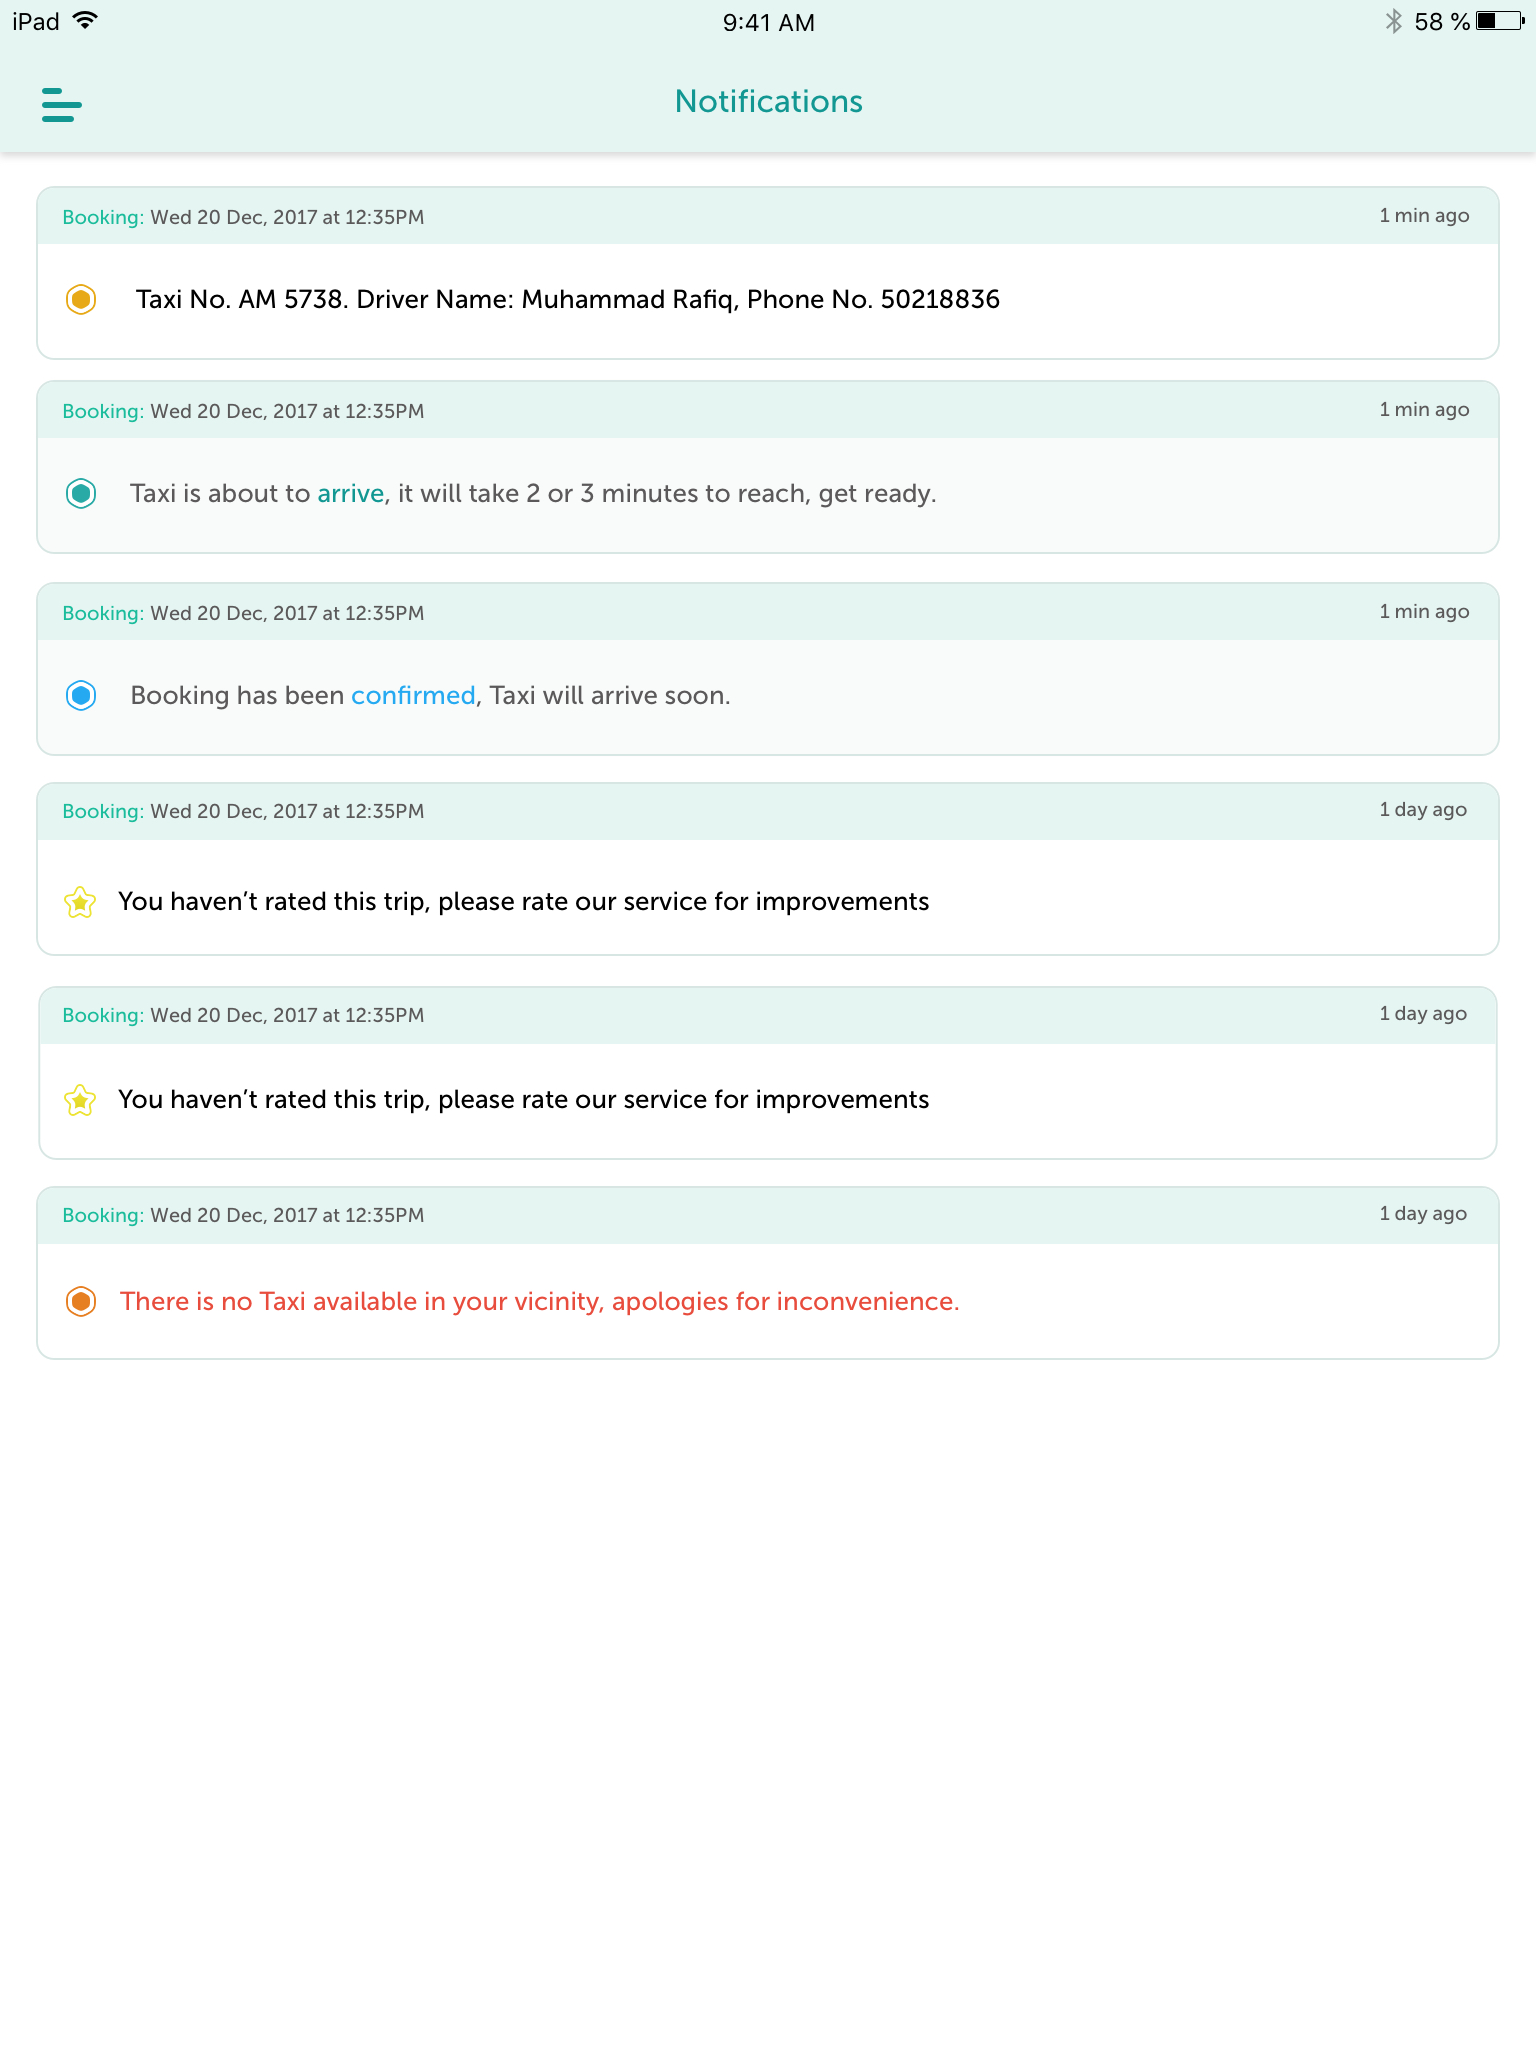 iPad 9:41 AM 58 %
Notifications
Booking: Wed 20 Dec, 2017 at 12:35PM 1 min ago
Taxi No. AM 5738. Driver Name: Muhammad Rafiq, Phone No. 50218836
Booking: Wed 20 Dec, 2017 at 12:35PM 1 min ago
Taxi is about to arrive, it will take 2 or 3 minutes to reach, get ready.
Booking: Wed 20 Dec, 2017 at 12:35PM 1 min ago
Booking has been confirmed, Taxi will arrive soon.
Booking: Wed 20 Dec, 2017 at 12:35PM 1 day ago
You haven’t rated this trip, please rate our service for improvements
Booking: Wed 20 Dec, 2017 at 12:35PM 1 day ago
You haven’t rated this trip, please rate our service for improvements
Booking: Wed 20 Dec, 2017 at 12:35PM 1 day ago
There is no Taxi available in your vicinity, apologies for inconvenience.